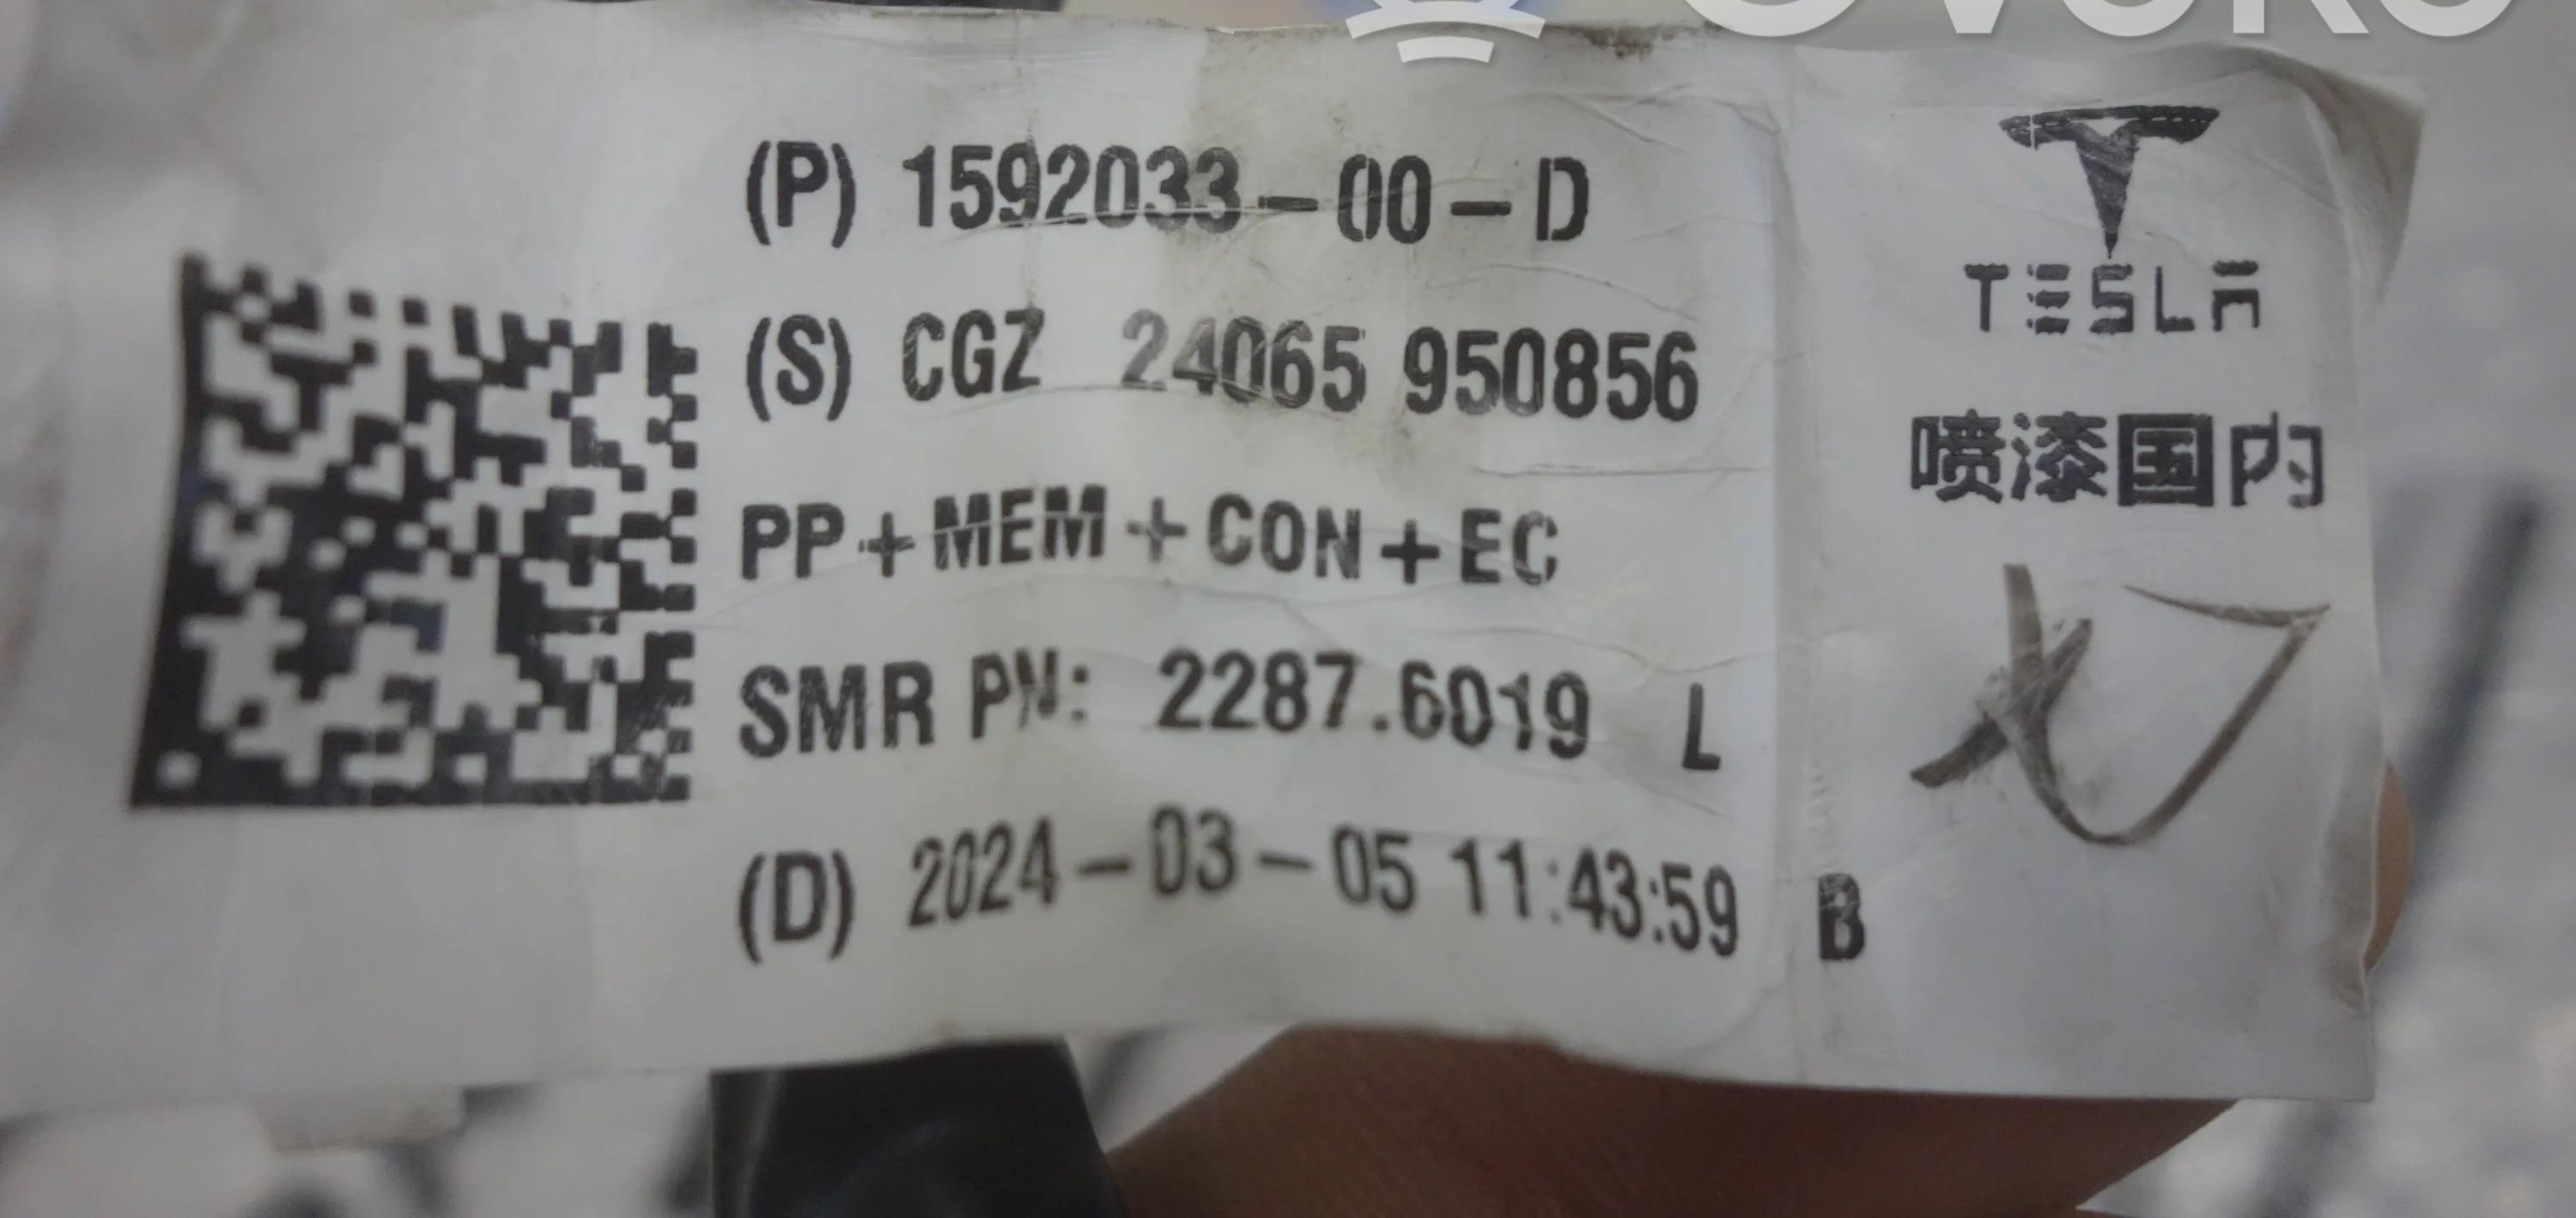 (P) 1592033-00-D
(S) CGZ 24065 950856
PP+MEM+CON+EC
SMR PN: 2287.6019 L
(D) 2024-03-05 11:43:59 B
TESLA
喷漆国内